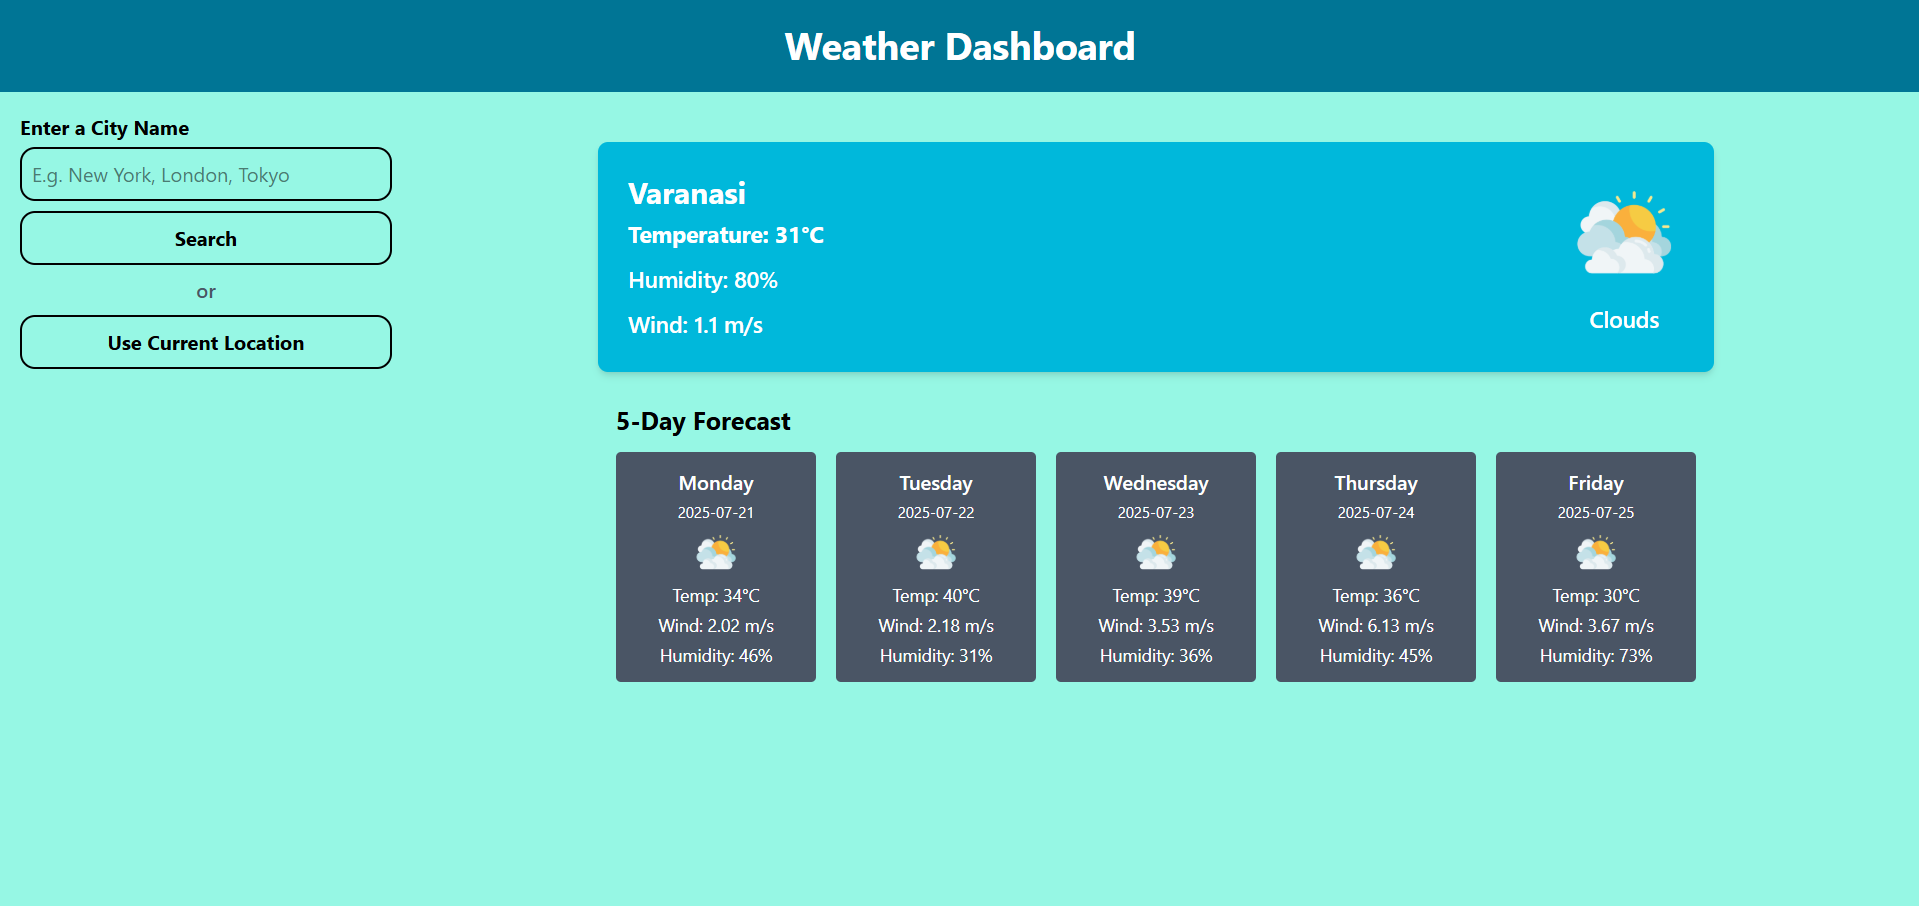 Weather Dashboard
Enter a City Name
E.g. New York, London, Tokyo
Search
or
Use Current Location
Varanasi
Temperature: 31°C
Humidity: 80%
Wind: 1.1 m/s
Clouds
5-Day Forecast
Monday
2025-07-21
Temp: 34°C
Wind: 2.02 m/s
Humidity: 46%
Tuesday
2025-07-22
Temp: 40°C
Wind: 2.18 m/s
Humidity: 31%
Wednesday
2025-07-23
Temp: 39°C
Wind: 3.53 m/s
Humidity: 36%
Thursday
2025-07-24
Temp: 36°C
Wind: 6.13 m/s
Humidity: 45%
Friday
2025-07-25
Temp: 30°C
Wind: 3.67 m/s
Humidity: 73%